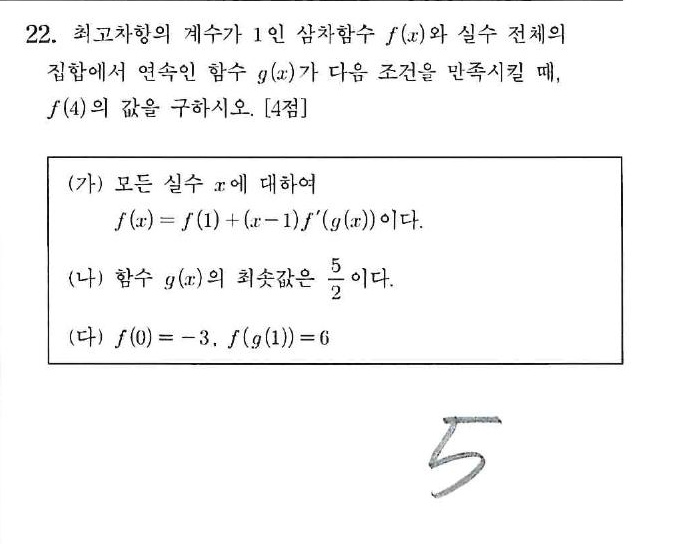 22. 최고차항의 계수가 1인 삼차함수 f(x)와 실수 전체의
집합에서 연속인 함수 g(x)가 다음 조건을 만족시킬 때,
f(4)의 값을 구하시오. [4점]
(가) 모든 실수 x에 대하여
f(x)=f(1)+(x-1)f′(g(x))이다.
(나) 함수 g(x)의 최솟값은 5/2이다.
(다) f(0)=-3, f(g(1))=6
5